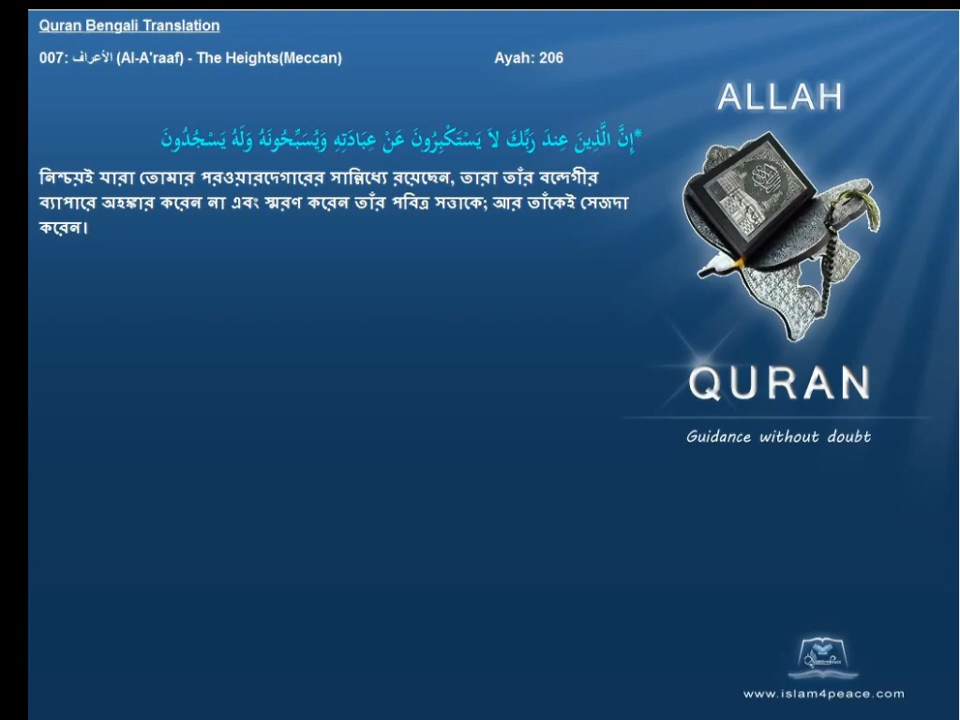 Quran Bengali Translation
007: الأعراف (Al-A'raaf) - The Heights(Meccan) Ayah: 206
ALLAH
*إِنَّ الَّذِينَ عِندَ رَبِّكَ لاَ يَسْتَكْبِرُونَ عَنْ عِبَادَتِهِ وَيُسَبِّحُونَهُ وَلَهُ يَسْجُدُونَ
নিশ্চয়ই যারা তোমার পরওয়ারদেগারের সান্নিধ্যে রয়েছেন, তারা তাঁর বন্দেগীর
ব্যাপারে অহঙ্কার করেন না এবং স্মরণ করেন তাঁর পবিত্র সত্তাকে; আর তাঁকেই সেজদা
করেন।
QURAN
Guidance without doubt
www.islam4peace.com